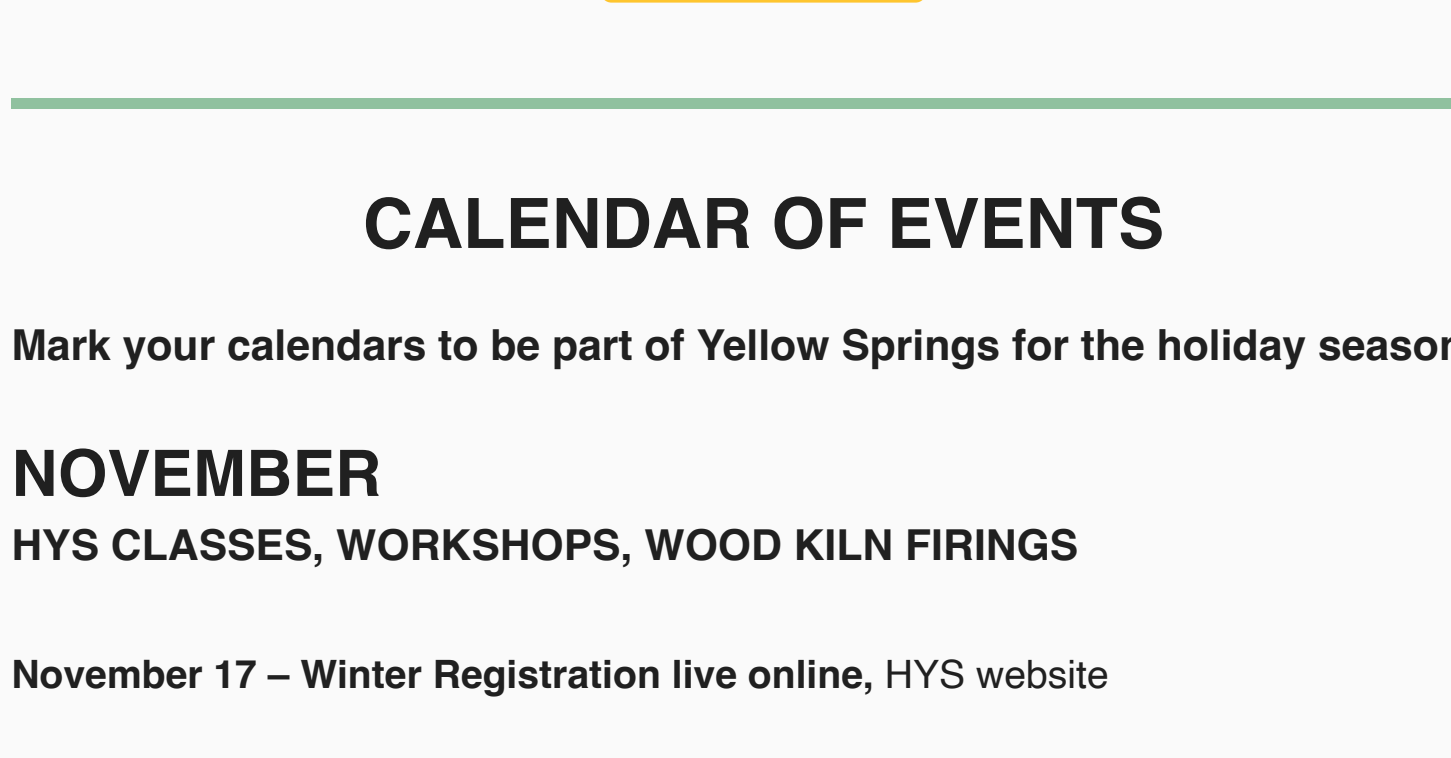 CALENDAR OF EVENTS
Mark your calendars to be part of Yellow Springs for the holiday
NOVEMBER
HYS CLASSES, WORKSHOPS, WOOD KILN FIRINGS
November 17 – Winter Registration live online, HYS website